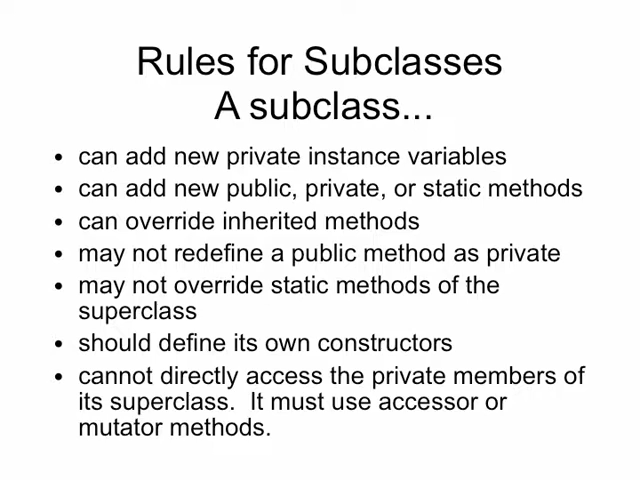 Rules for Subclasses
A subclass...
• can add new private instance variables
• can add new public, private, or static methods
• can override inherited methods
• may not redefine a public method as private
• may not override static methods of the
superclass
• should define its own constructors
• cannot directly access the private members of
its superclass.  It must use accessor or
mutator methods.